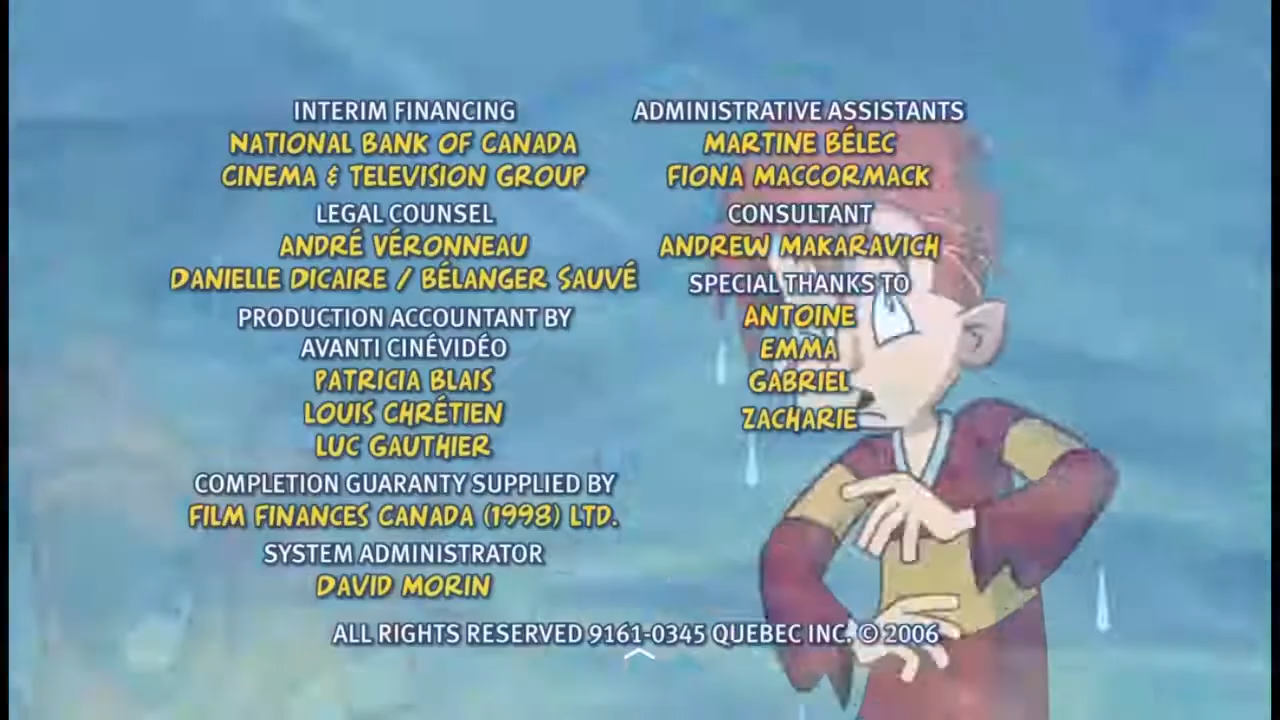 INTERIM FINANCING
NATIONAL BANK OF CANADA
CINEMA & TELEVISION GROUP
LEGAL COUNSEL
ANDRÉ VÉRONNEAU
DANIELLE DICAIRE / BÉLANGER SAUVÉ
PRODUCTION ACCOUNTANT BY
AVANTI CINÉVIDÉO
PATRICIA BLAIS
LOUIS CHRÉTIEN
LUC GAUTHIER
COMPLETION GUARANTY SUPPLIED BY
FILM FINANCES CANADA (1998) LTD.
SYSTEM ADMINISTRATOR
DAVID MORIN
ADMINISTRATIVE ASSISTANTS
MARTINE BÉLEC
FIONA MACCORMACK
CONSULTANT
ANDREW MAKARAVICH
SPECIAL THANKS TO
ANTOINE
EMMA
GABRIEL
ZACHARIE
ALL RIGHTS RESERVED 9161-0345 QUEBEC INC. © 2006